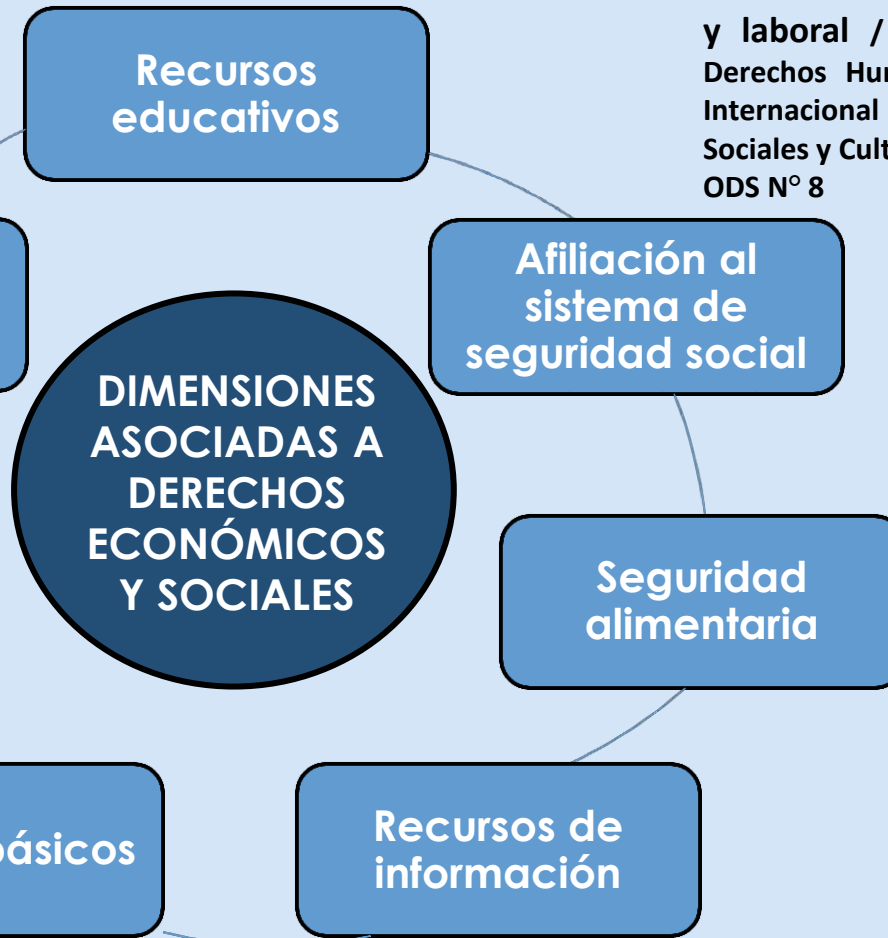 y laboral /
Derechos
Internacional
Sociales y
ODS N° 8
Recursos
educativos
Afiliación al
sistema de
seguridad social
DIMENSIONES
ASOCIADAS A
DERECHOS
ECONÓMICOS
Y SOCIALES
Seguridad
alimentaria
Recursos de
información
básicos